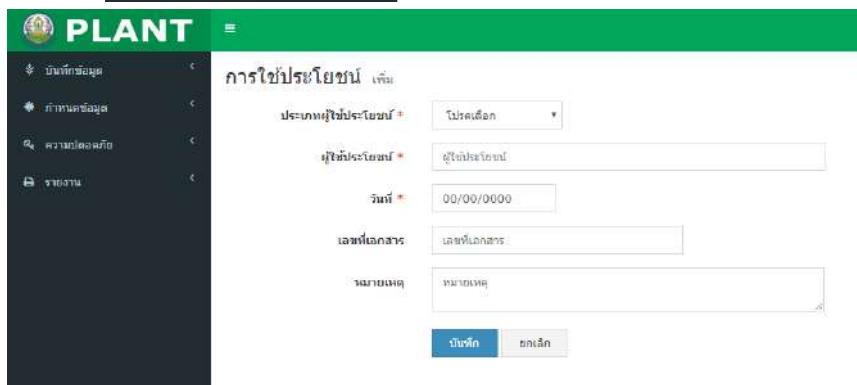 PLANT
บันทึกข้อมูล
กำหนดข้อมูล
ความปลอดภัย
รายงาน
การใช้ประโยชน์ เพิ่ม
ประเภทผู้ใช้ประโยชน์ * โปรดเลือก
ผู้ใช้ประโยชน์ * ผู้ใช้ประโยชน์
วันที่ * 00/00/0000
เลขที่เอกสาร เลขที่เอกสาร
หมายเหตุ หมายเหตุ
บันทึก ยกเลิก